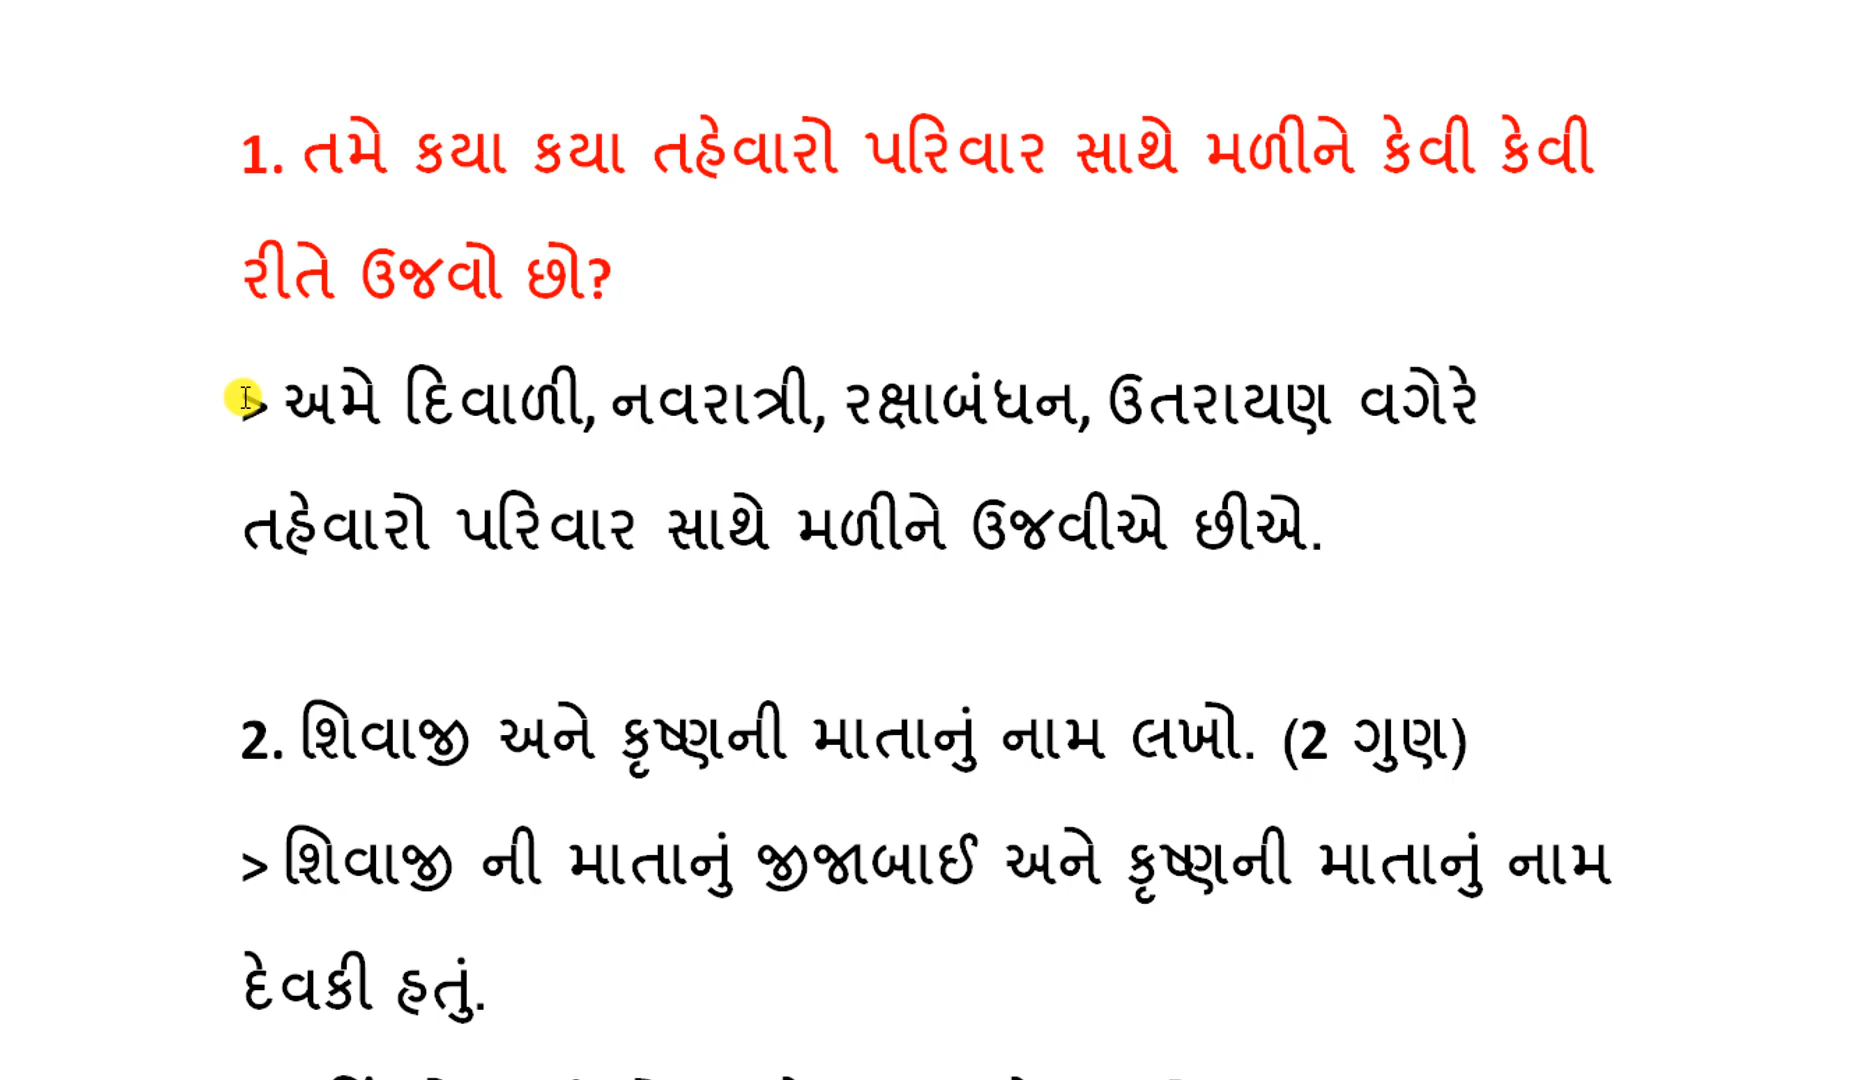 1. તમે કયા કયા તહેવારો પરિવાર સાથે મળીને કેવી કેવી
રીતે ઉજવો છો?
> અમે દિવાળી, નવરાત્રી, રક્ષાબંધન, ઉતરાયણ વગેરે
તહેવારો પરિવાર સાથે મળીને ઉજવીએ છીએ.
2. શિવાજી અને કૃષ્ણની માતાનું નામ લખો. (2 ગુણ)
> શિવાજી ની માતાનું જીજાબાઈ અને કૃષ્ણની માતાનું નામ
દેવકી હતું.